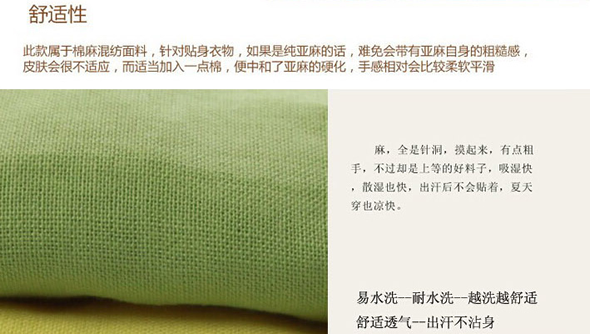 舒适性
此款属于棉麻混纺面料，针对贴身衣物，如果是纯亚麻的话，难免会带有亚麻自身的粗糙感，
皮肤会很不适应，而适当加入一点棉，便中和了亚麻的硬化，手感相对会比较柔软平滑
麻，全是针洞，摸起来，有点粗
手，不过却是上等的好料子，吸湿快
，散湿也快，出汗后不会贴着，夏天
穿也凉快。
易水洗--耐水洗--越洗越舒适
舒适透气--出汗不沾身